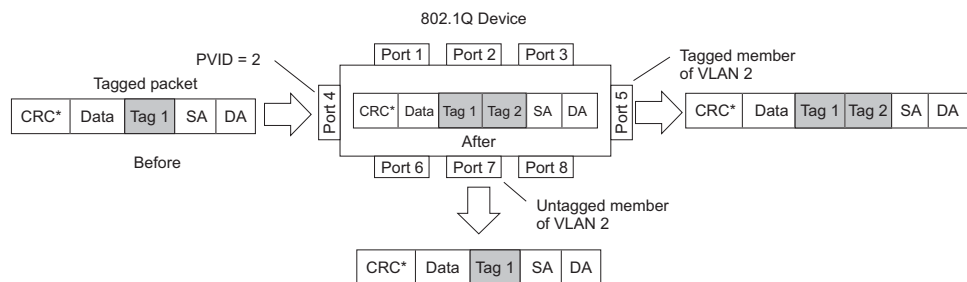 802.1Q Device
Port 1 Port 2 Port 3
PVID = 2
Tagged member
of VLAN 2
Tagged packet
Port 4
Port 5
CRC* Data Tag 1 SA DA
CRC* Data Tag 1 Tag 2 SA DA
CRC* Data Tag 1 Tag 2 SA DA
After
Before
Port 6 Port 7 Port 8
Untagged member
of VLAN 2
CRC* Data Tag 1 SA DA